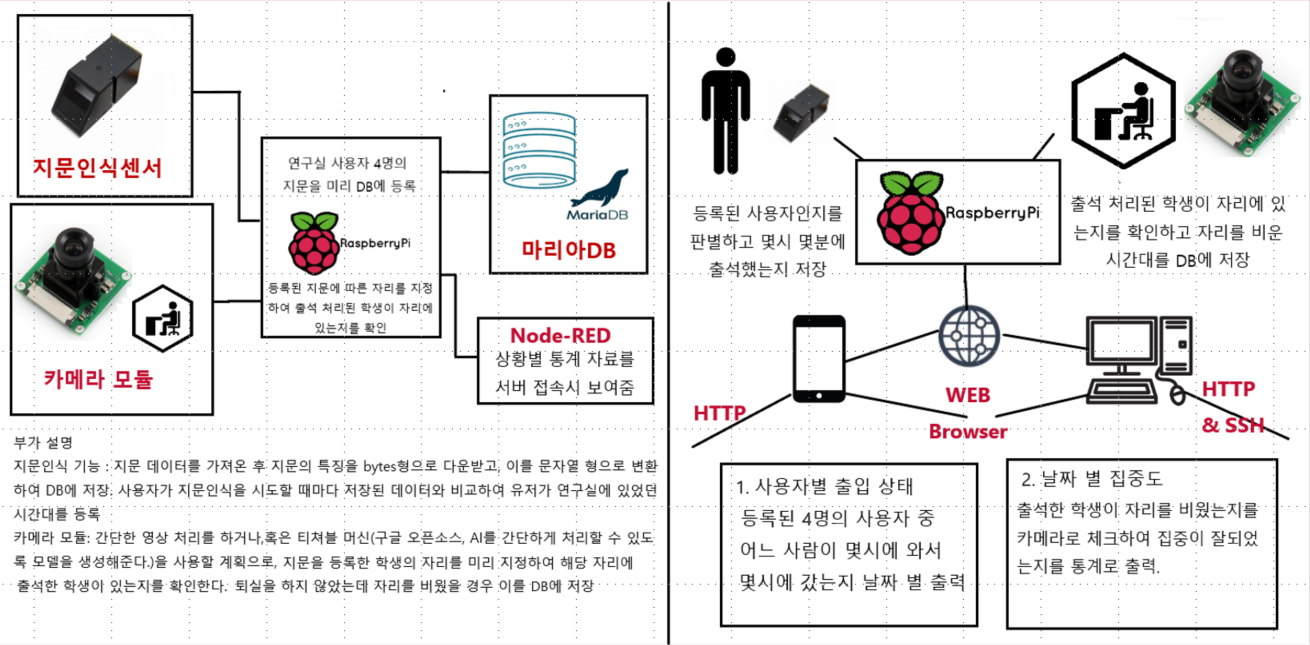 지문인식센서
연구실 사용자 4명의
지문을 미리 DB에 등록
RaspberryPi
등록된 지문에 따른 자리를 지정
하여 출석 처리된 학생이 자리에
있는지를 확인
MariaDB
마리아DB
카메라 모듈
Node-RED
상황별 통계 자료를
서버 접속시 보여줌
부가 설명
지문인식 기능 : 지문 데이터를 가져온 후 지문의 특징을 bytes형으로 다운받고, 이를 문자열 형으로 변환
하여 DB에 저장. 사용자가 지문인식을 시도할 때마다 저장된 데이터와 비교하여 유저가 연구실에 있었던
시간대를 등록
카메라 모듈: 간단한 영상 처리를 하거나,혹은 티쳐블 머신(구글 오픈소스, AI를 간단하게 처리할 수 있도
록 모델을 생성해준다.)을 사용할 계획으로, 지문을 등록한 학생의 자리를 미리 지정하여 해당 자리에
출석한 학생이 있는지를 확인한다. 퇴실을 하지 않았는데 자리를 비웠을 경우 이를 DB에 저장
등록된 사용자인지를
판별하고 몇시 몇분에
출석했는지 저장
RaspberryPi
출석 처리된 학생이 자리에 있
는지를 확인하고 자리를 비운
시간대를 DB에 저장
HTTP
WEB
Browser
HTTP
& SSH
1. 사용자별 출입 상태
등록된 4명의 사용자 중
어느 사람이 몇시에 와서
몇시에 갔는지 날짜 별 출력
2. 날짜 별 집중도
출석한 학생이 자리를 비웠는지를
카메라로 체크하여 집중이 잘되었
는지를 통계로 출력.